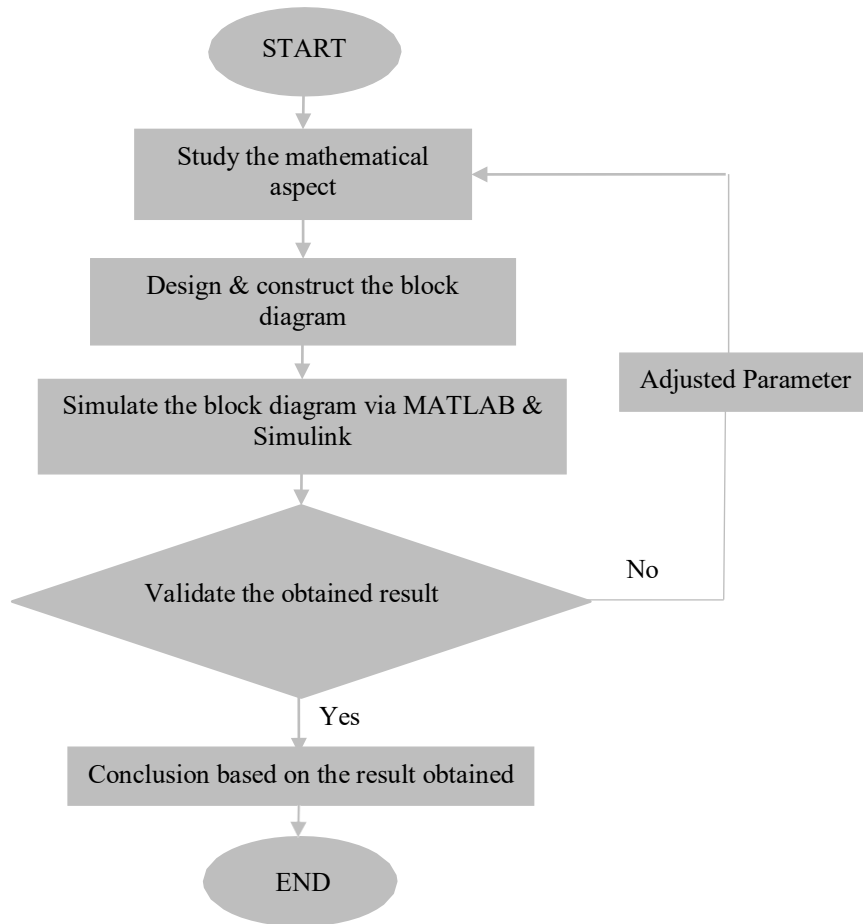 START
Study the mathematical
aspect
Design & construct the block
diagram
Simulate the block diagram via MATLAB &
Simulink
Adjusted Parameter
Validate the obtained result
No
Yes
Conclusion based on the result obtained
END